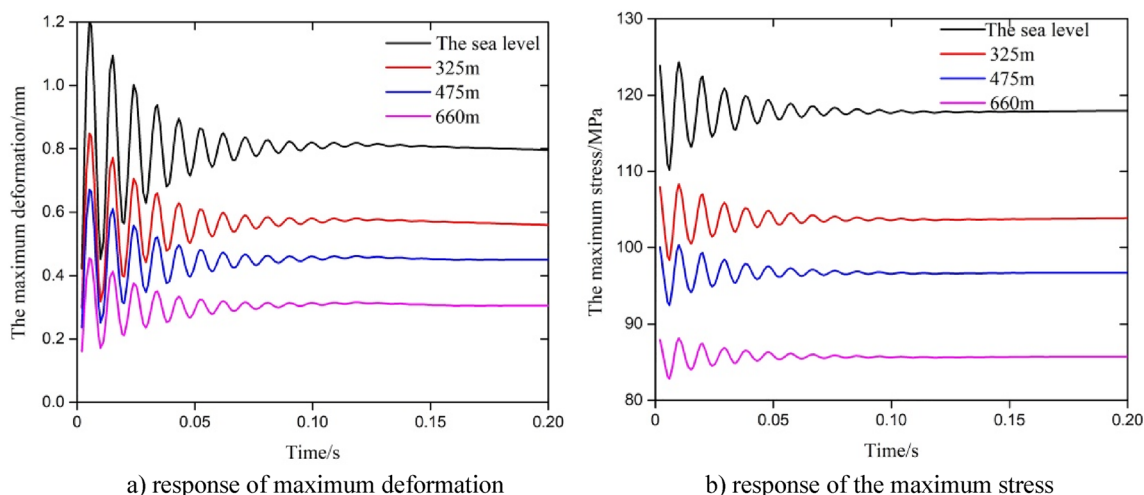 1.2
1.0
0.8
0.6
0.4
0.2
0.0
The maximum deformation/mm
The sea level
325m
475m
660m
0
0.05
0.10
0.15
0.20
Time/s
a) response of maximum deformation
130
120
110
100
90
80
The maximum stress/MPa
The sea level
325m
475m
660m
0
0.05
0.10
0.15
0.20
Time/s
b) response of the maximum stress